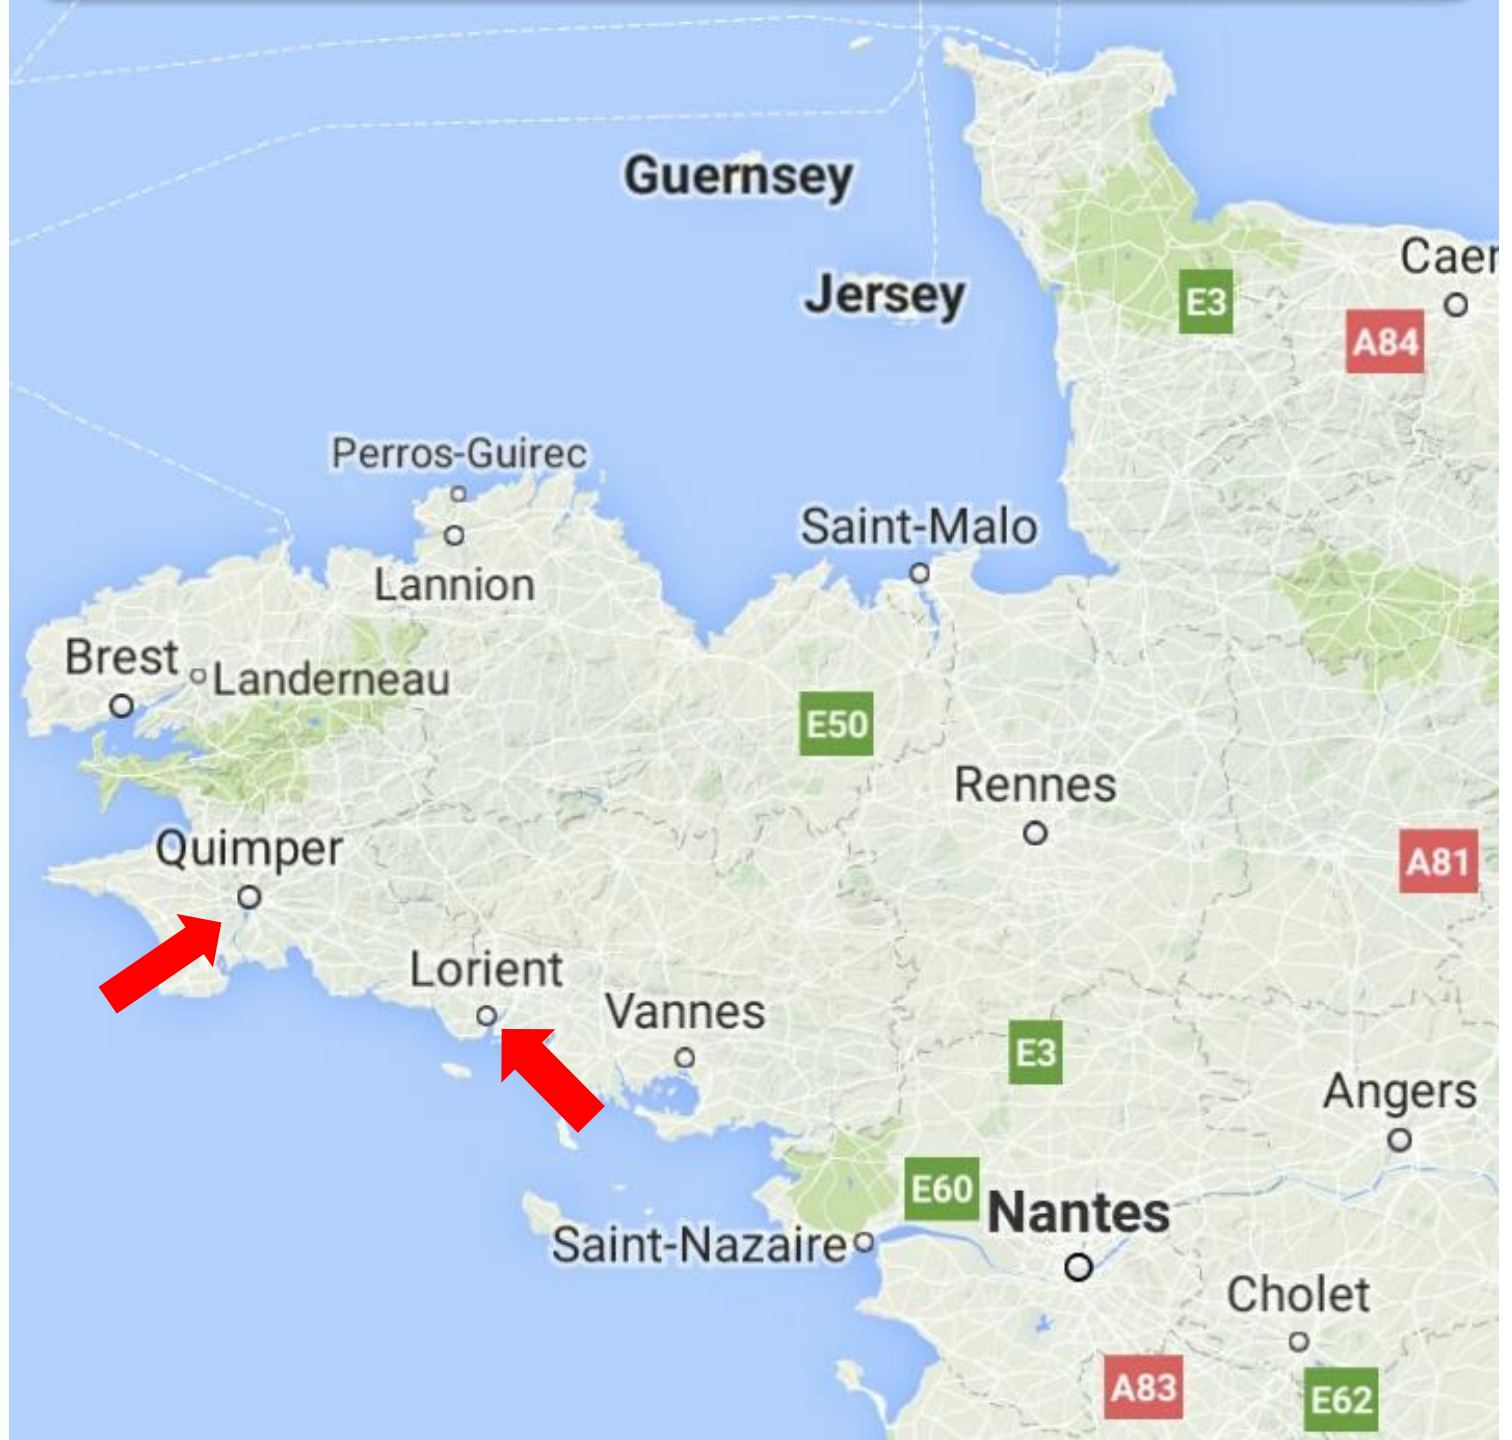 Guernsey
Jersey
Caen
E3
A84
Perros-Guirec
Lannion
Saint-Malo
Brest
Landerneau
E50
Rennes
Quimper
A81
Lorient
Vannes
E3
Angers
E60
Nantes
Saint-Nazaire
Cholet
A83
E62